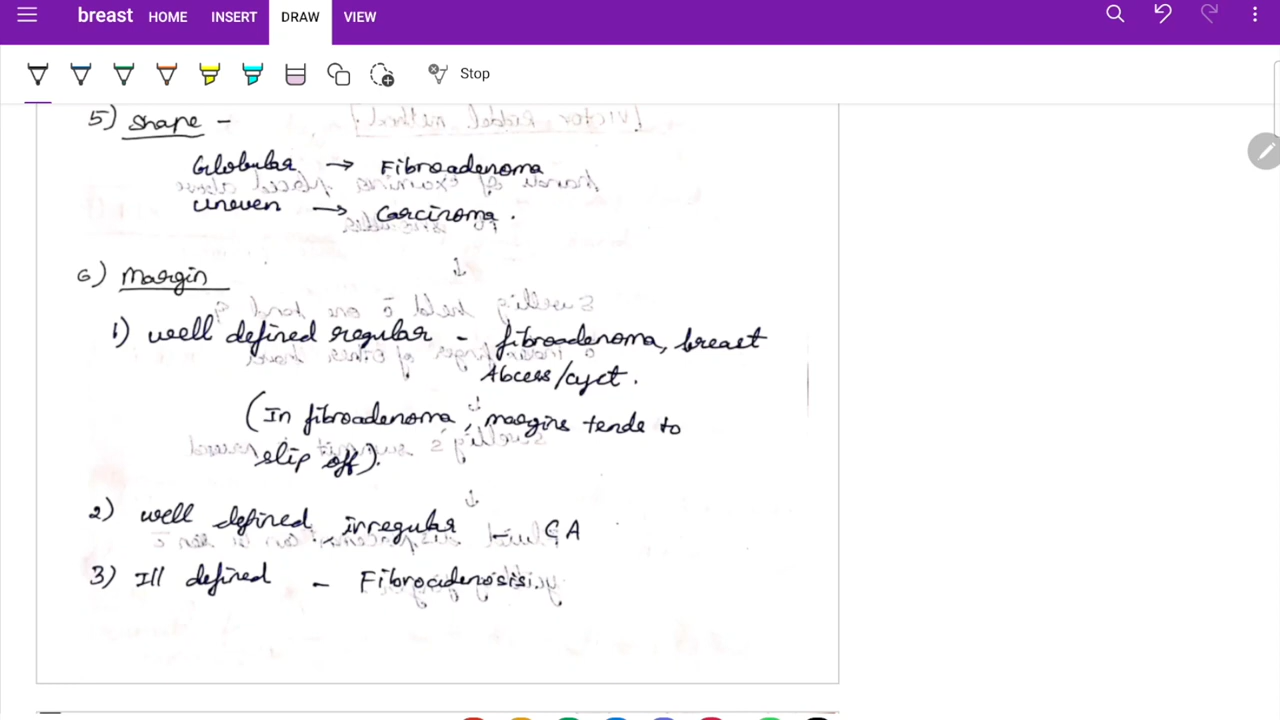 breast HOME INSERT DRAW VIEW
Stop
5) Shape -
Globular → Fibroadenoma
uneven → Carcinoma.
6) Margin
1) well defined regular - fibroadenoma, breast
Abcess/cyct.
(In fibroadenoma, margins tends to
slip off).
2) well defined, irregular - CA
3) Ill defined - Fibroadenosis.